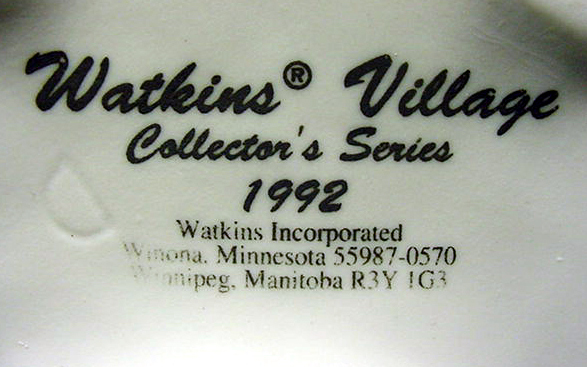 Watkins® Village
Collector's Series
1992
Watkins Incorporated
Winona, Minnesota 55987-0570
Winnipeg, Manitoba R3Y 1G3